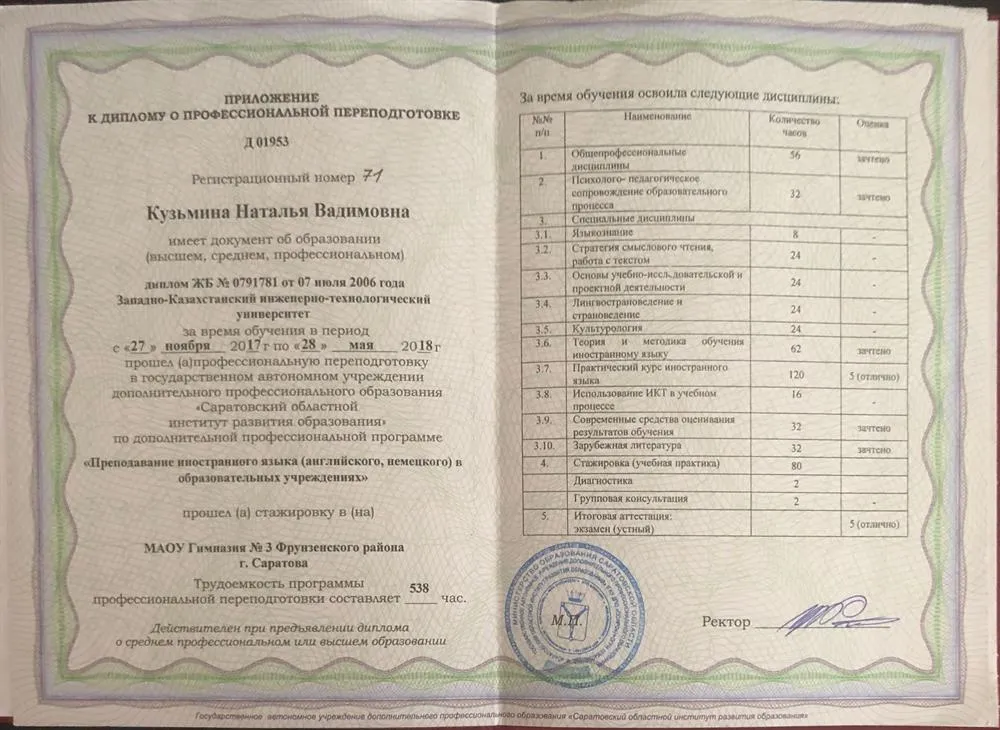 ПРИЛОЖЕНИЕ
К ДИПЛОМУ О ПРОФЕССИОНАЛЬНОЙ ПЕРЕПОДГОТОВКЕ
Д 01953
Регистрационный номер 71
Кузьмина Наталья Вадимовна
имеет документ об образовании
(высшем, среднем, профессиональном)
диплом ЖБ № 0791781 от 07 июля 2006 года
Западно-Казахстанский инженерно-технологический
университет
за время обучения в период
с «27 » ноября 2017 г по «28 » мая 2018 г
прошел (а)профессиональную переподготовку
в государственном автономном учреждении
дополнительного профессионального образования
«Саратовский областной
институт развития образования»
по дополнительной профессиональной программе
«Преподавание иностранного языка (английского, немецкого) в
образовательных учреждениях»
прошел (а) стажировку в (на)
МАОУ Гимназия № 3 Фрунзенского района
г. Саратова
Трудоемкость программы
профессиональной переподготовки составляет 538 час.
Действителен при предъявлении диплома
о среднем профессиональном или высшем образовании
За время обучения освоила следующие дисциплины:
№№ п/п Наименование Количество часов Оценка
1. Общепрофессиональные 56 зачтено
дисциплины
2. Психолого- педагогическое
сопровождение образовательного 32 зачтено
процесса
3. Специальные дисциплины
3.1. Языкознание 8 -
3.2. Стратегия смыслового чтения, 24 -
работа с текстом
3.3. Основы учебно-исследовательской и 24 -
проектной деятельности
3.4. Лингвострановедение и 24 -
страноведение
3.5. Культурология 24 -
3.6. Теория и методика обучения 62 зачтено
иностранному языку
3.7. Практический курс иностранного 120 5 (отлично)
языка
3.8. Использование ИКТ в учебном 16 -
процессе
3.9. Современные средства оценивания 32 зачтено
результатов обучения
3.10. Зарубежная литература 32 зачтено
4. Стажировка (учебная практика) 80
Диагностика 2
Групповая консультация 2 -
5. Итоговая аттестация: 5 (отлично)
экзамен (устный)
МИНИСТЕРСТВО ОБРАЗОВАНИЯ САРАТОВСКОЙ ОБЛАСТИ
М.П.
Ректор
Государственное автономное учреждение дополнительного профессионального образования «Саратовский областной институт развития образования»